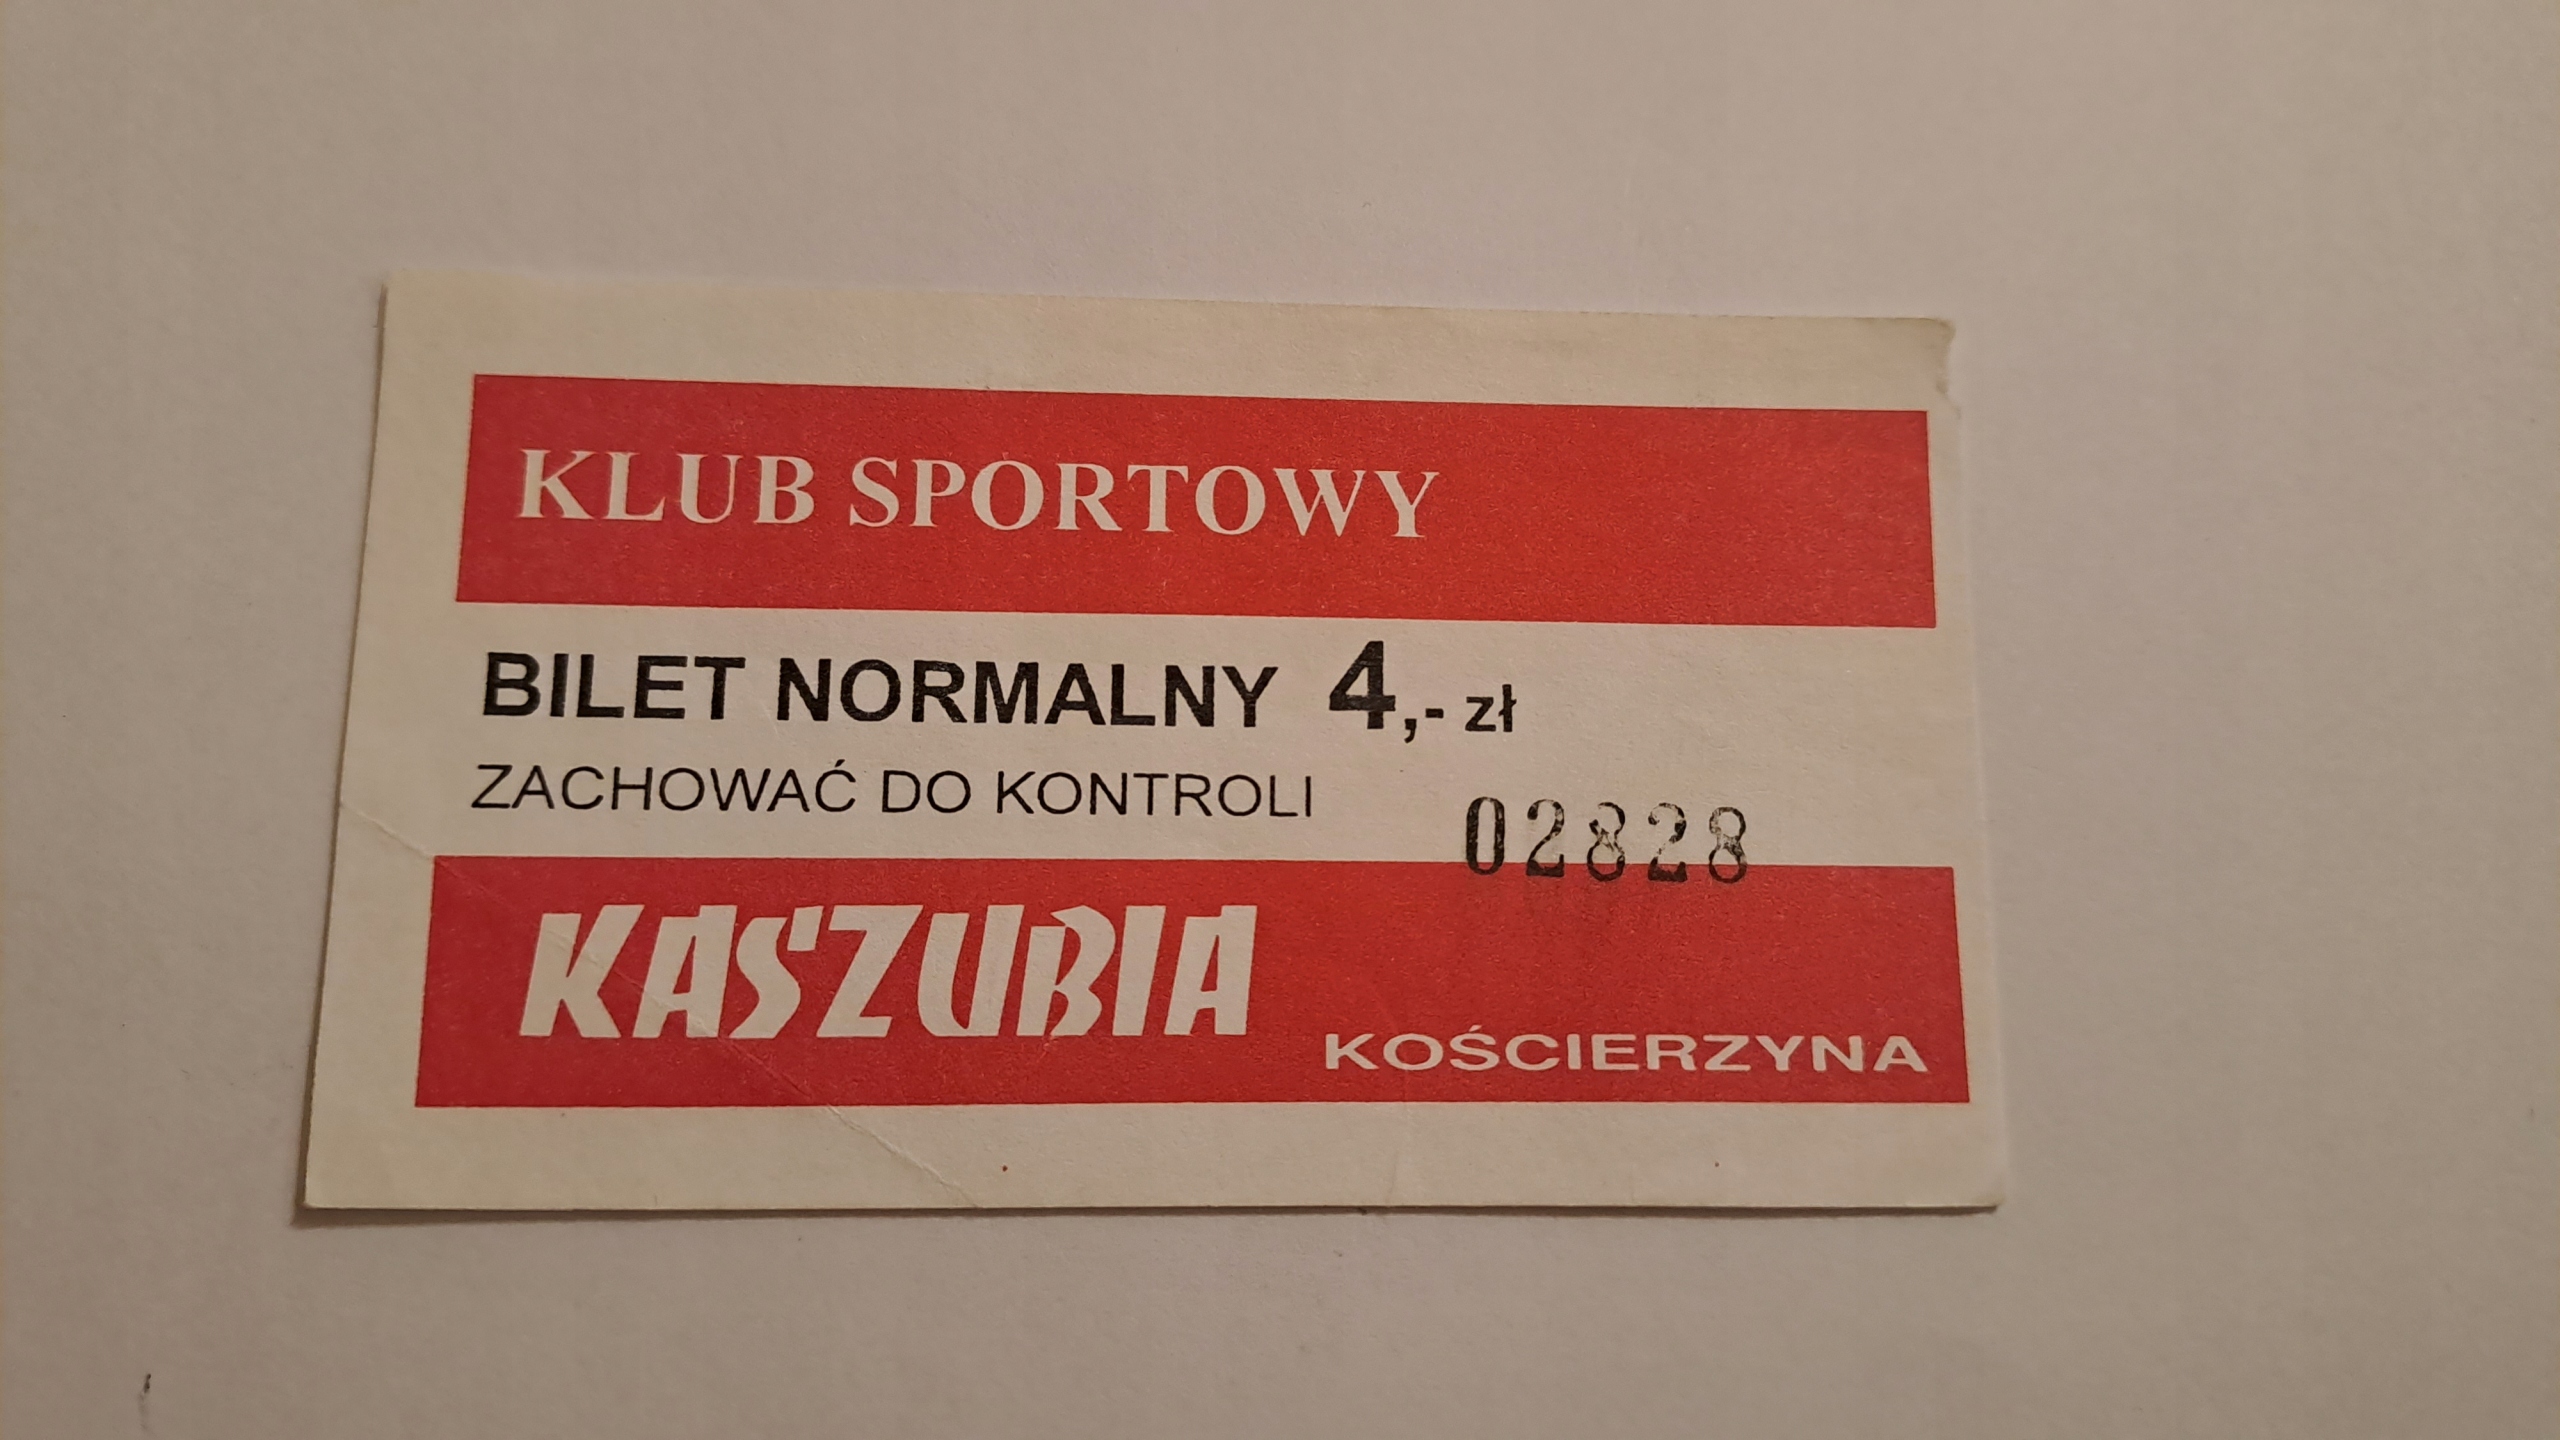 KLUB SPORTOWY
BILET NORMALNY 4,- zł
ZACHOWAĆ DO KONTROLI
02828
KASZUBIA
KOŚCIERZYNA